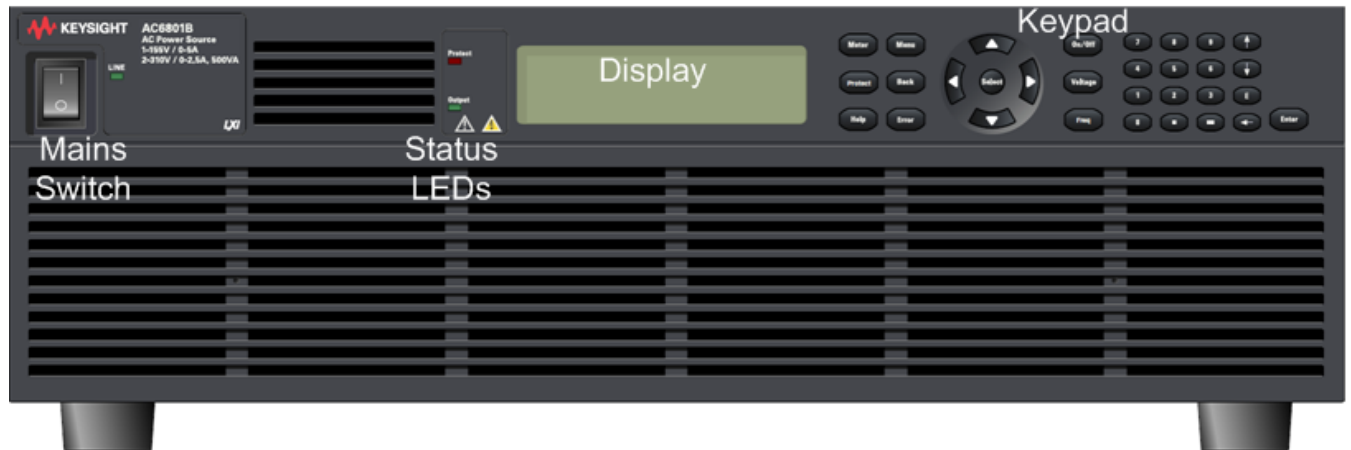 KEYSIGHT
AC6801B
AC Power Source
1-155V / 0-5A
2-310V / 0-2,5A, 500VA
LINE
LXI
Mains
Switch
Protect
Output
Status
LEDs
Display
Keypad
Meter Menu
Protect Back
Help Error
Select
On/Off
Voltage
Freq
7 8 9
4 5 6
1 2 3 E
0 . Enter